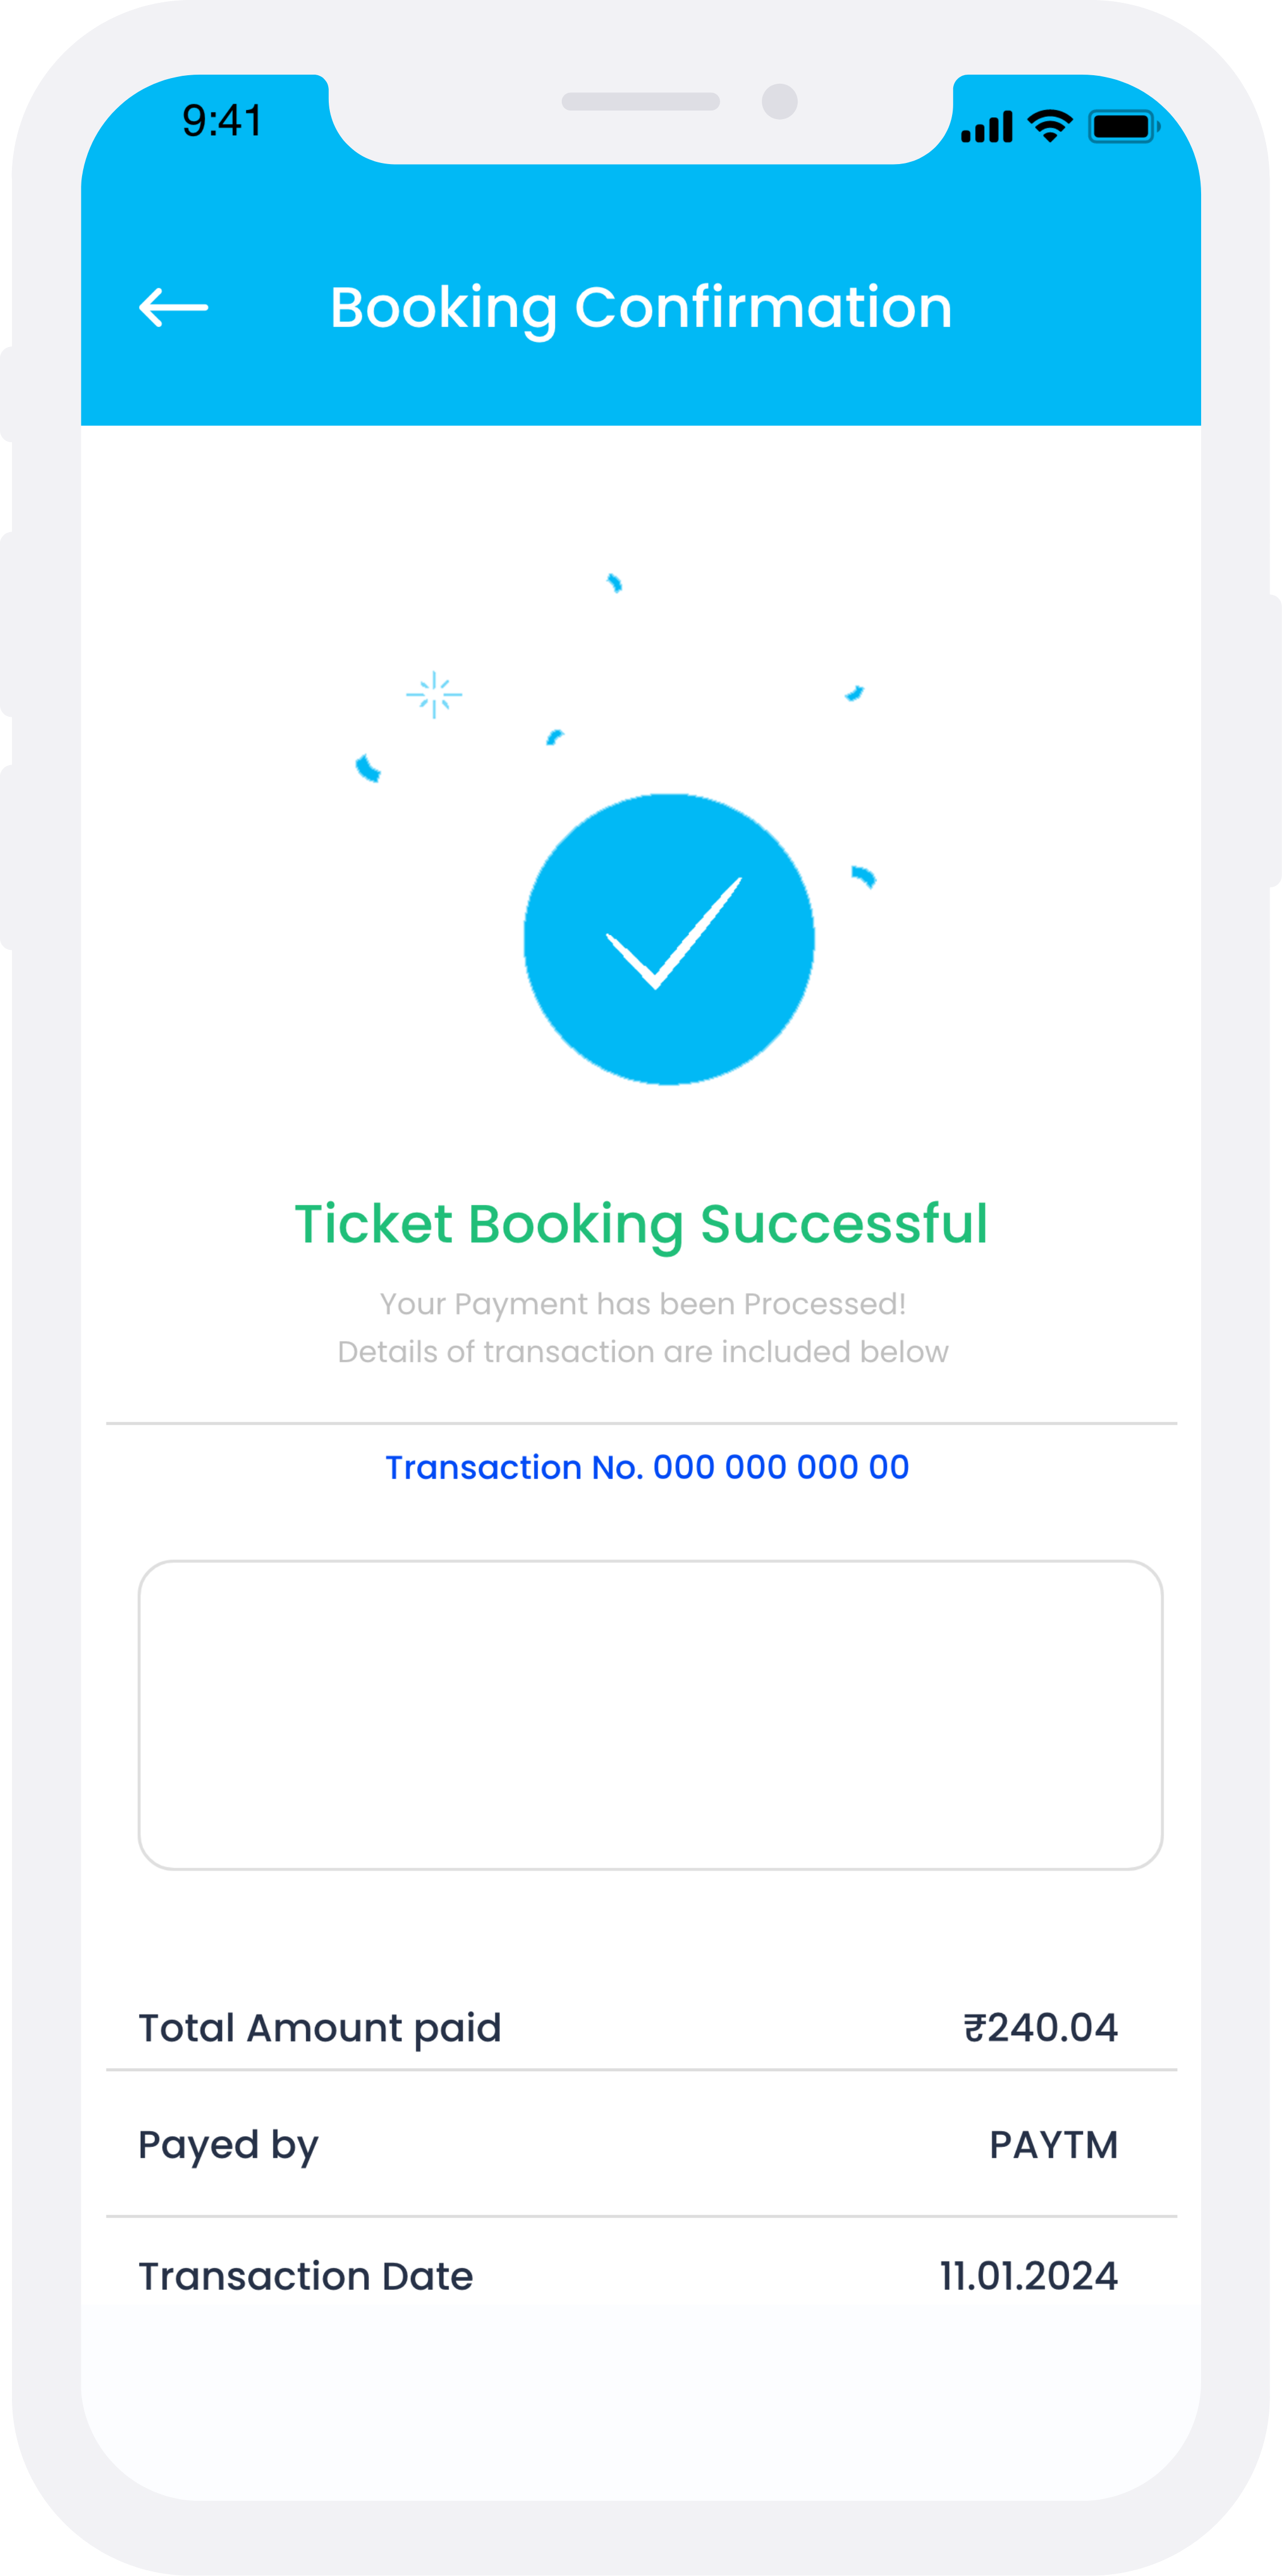 9:41
Booking Confirmation
Ticket Booking Successful
Your Payment has been Processed!
Details of transaction are included below
Transaction No. 000 000 000 00
Total Amount paid ₹240.04
Payed by PAYTM
Transaction Date 11.01.2024